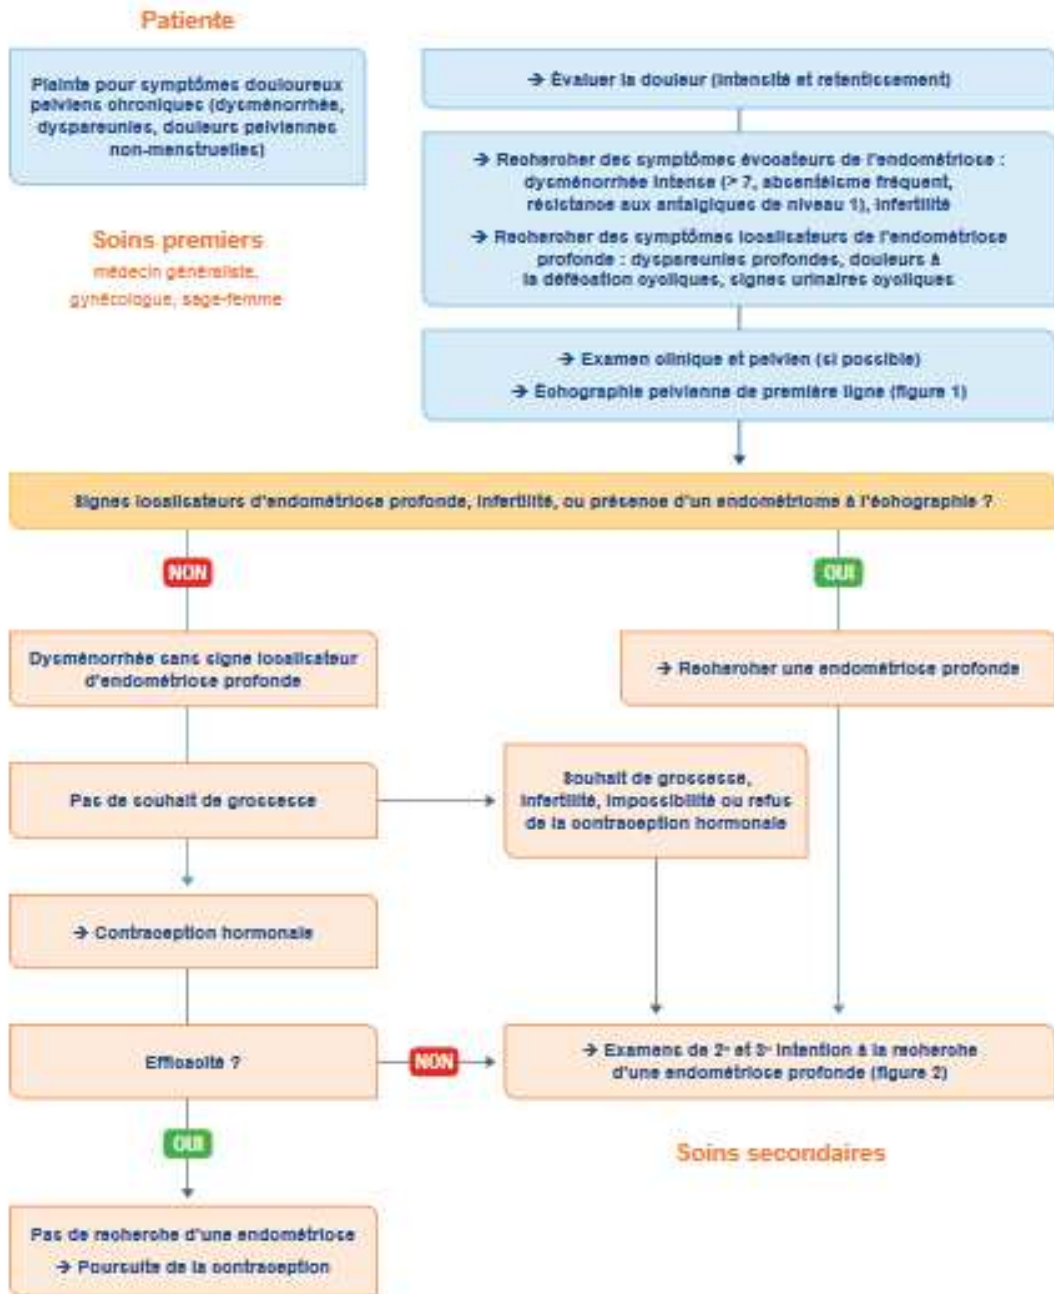 Patiente
Plainte pour symptômes douloureux
pelviens chroniques (dysménorrhée,
dyspareunies, douleurs pelviennes
non-menstruelles)
Soins premiers
médecin généraliste,
gynécologue, sage-femme
→ Évaluer la douleur (intensité et retentissement)
→ Rechercher des symptômes évocateurs de l'endométriose :
dysménorrhée intense (> 7, absentéisme fréquent,
résistance aux antalgiques de niveau 1), infertilité
→ Rechercher des symptômes localisateurs de l'endométriose
profonde : dyspareunies profondes, douleurs à
la défécation cycliques, signes urinaires cycliques
→ Examen clinique et pelvien (si possible)
→ Échographie pelvienne de première ligne (figure 1)
Signes localisateurs d'endométriose profonde, infertilité, ou présence d'un endométriome à l'échographie ?
NON
OUI
Dysménorrhée sans signe localisateur
d'endométriose profonde
→ Rechercher une endométriose profonde
Pas de souhait de grossesse
Souhait de grossesse,
infertilité, impossibilité ou refus
de la contraception hormonale
→ Contraception hormonale
Efficacité ?
NON
→ Examens de 2e et 3e intention à la recherche
d'une endométriose profonde (figure 2)
OUI
Soins secondaires
Pas de recherche d'une endométriose
→ Poursuite de la contraception